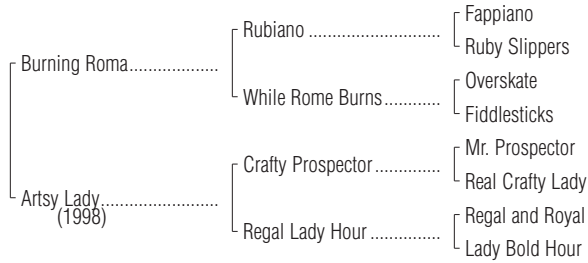 Fappiano
Rubiano ...........................
Ruby Slippers
Burning Roma..................
Overskate
While Rome Burns............
Fiddlesticks
Mr. Prospector
Crafty Prospector ..............
Real Crafty Lady
Artsy Lady........................
(1998)
Regal and Royal
Regal Lady Hour ..............
Lady Bold Hour